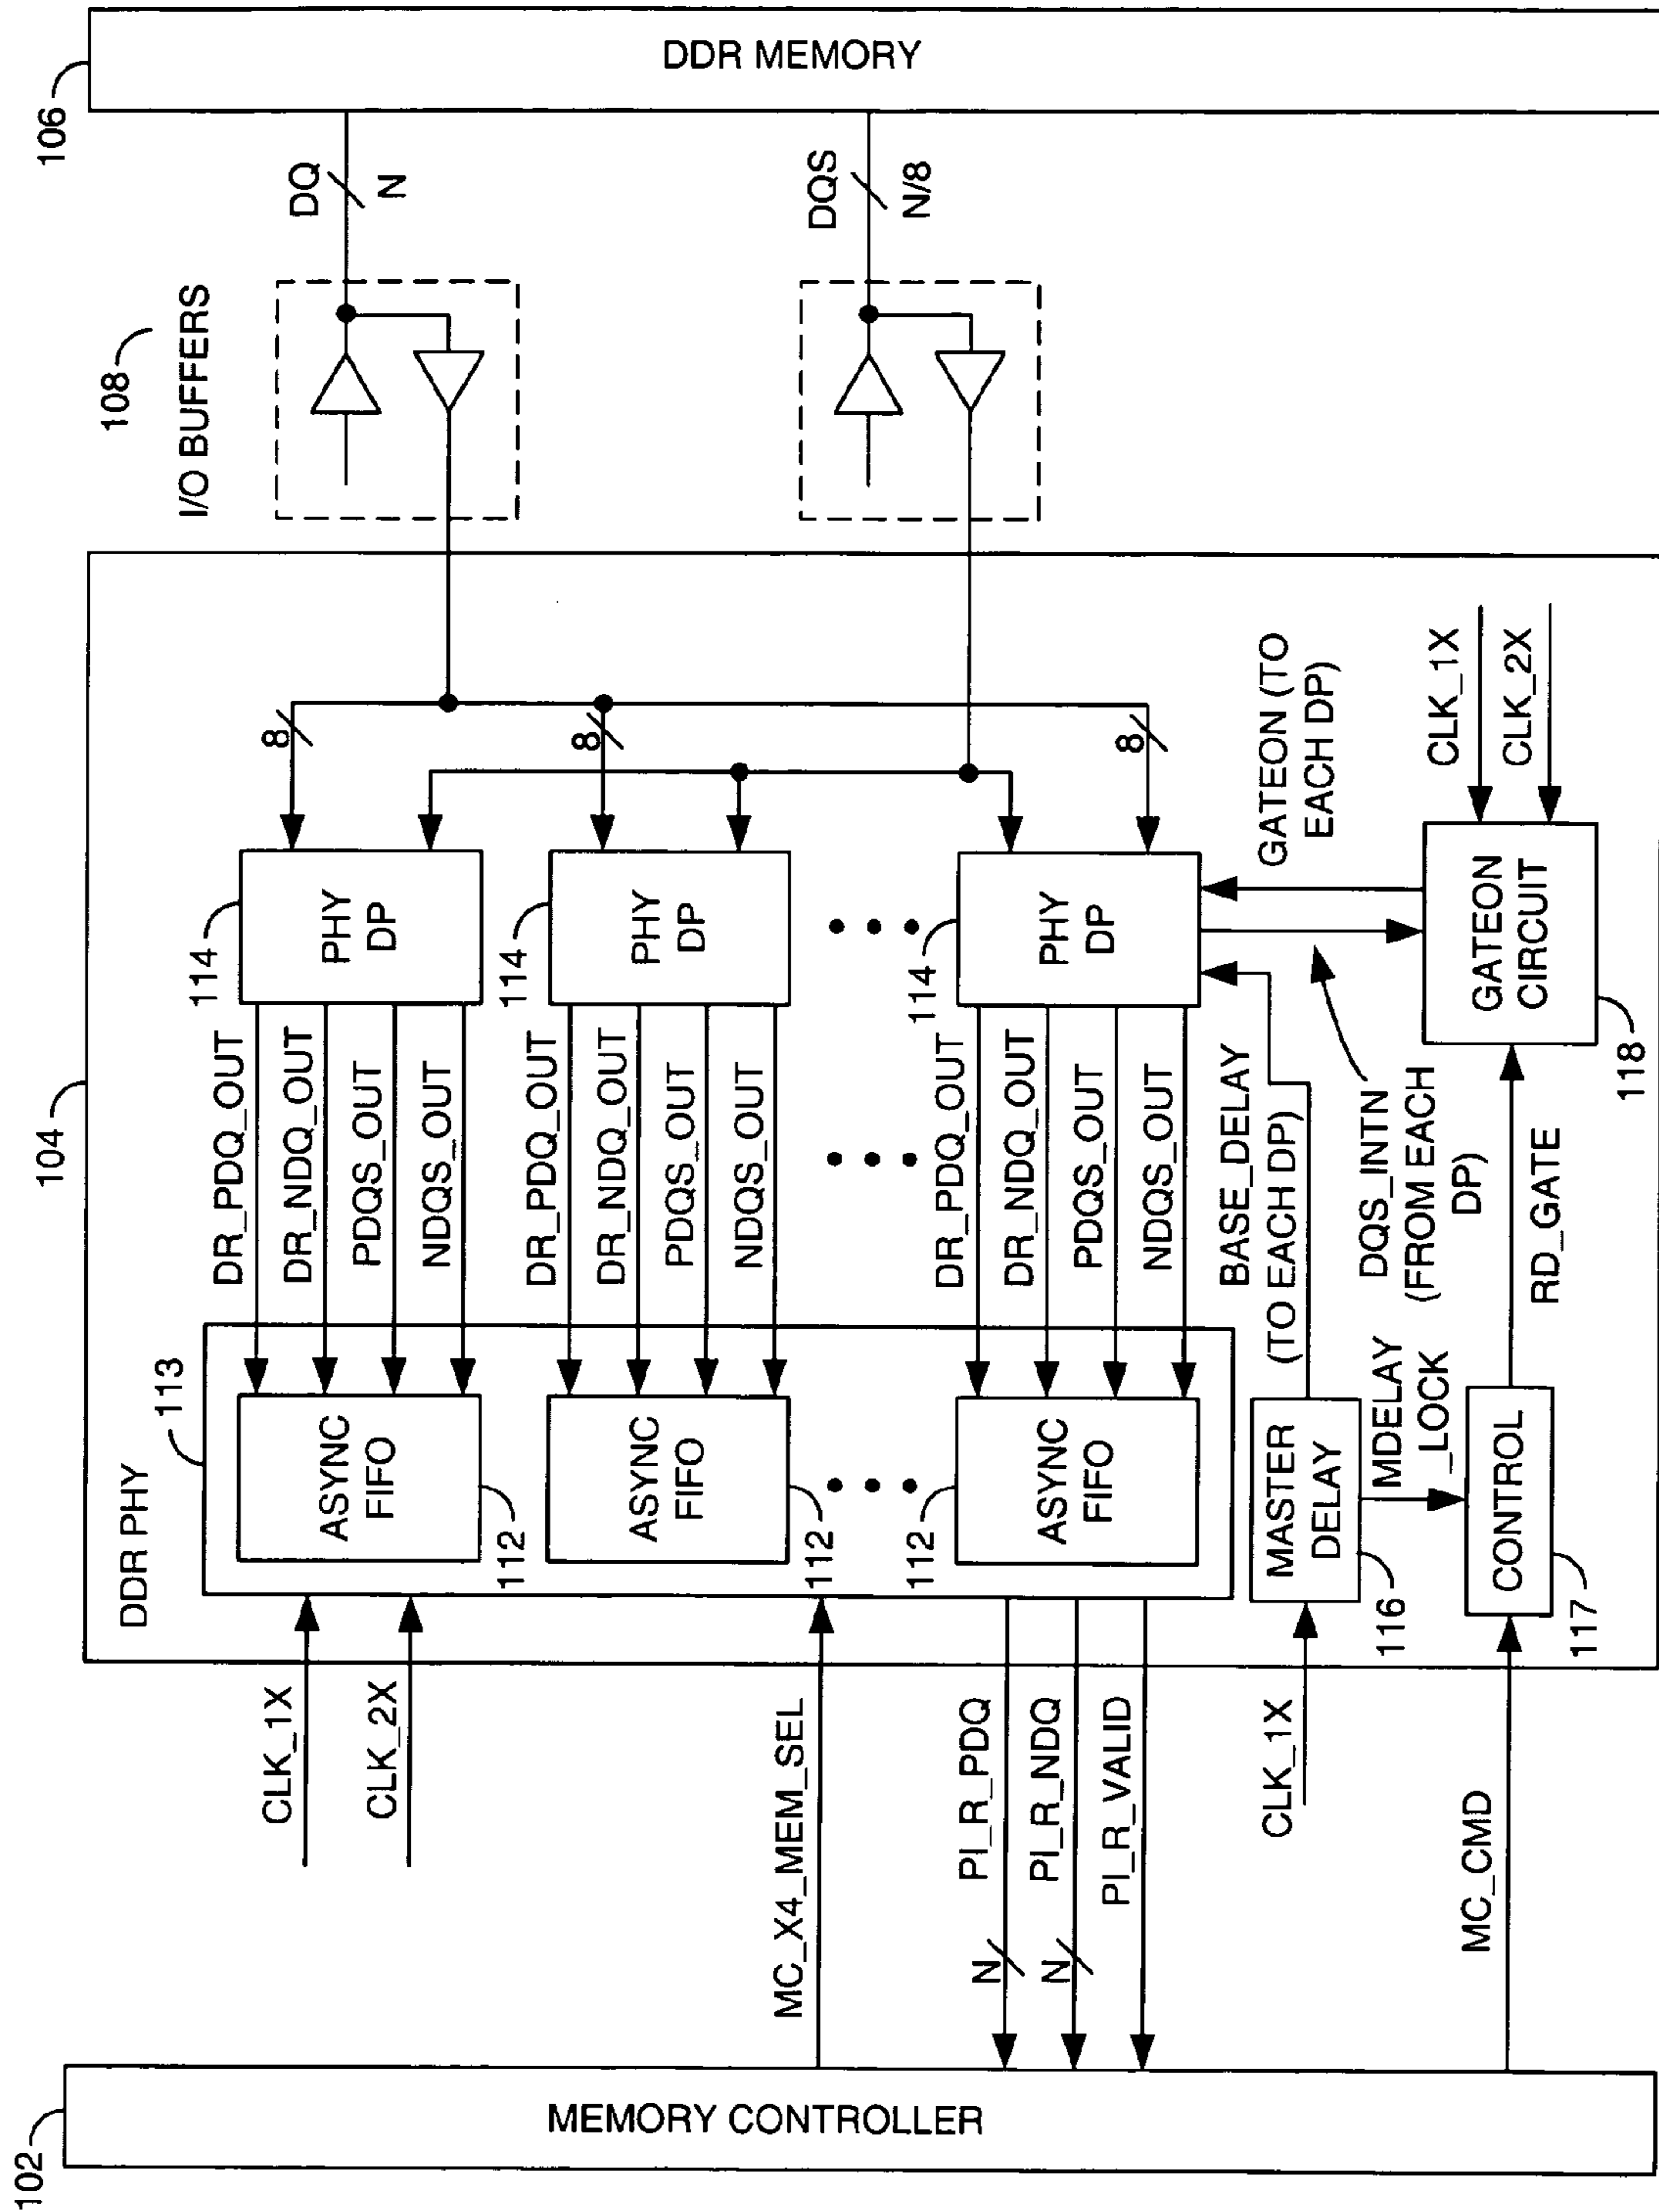 106
DDR MEMORY
DQ
N
DQS
N/8
108
I/O BUFFERS
104
DDR PHY
8
8
8
114
PHY
DP
114
PHY
DP
114
PHY
DP
GATEON (TO
EACH DP)
CLK_1X
CLK_2X
GATEON
CIRCUIT
118
DR_PDQ_OUT
DR_NDQ_OUT
PDQS_OUT
NDQS_OUT
DR_PDQ_OUT
DR_NDQ_OUT
PDQS_OUT
NDQS_OUT
DR_PDQ_OUT
DR_NDQ_OUT
PDQS_OUT
NDQS_OUT
BASE_DELAY
(TO EACH DP)
DQS_INTN
(FROM EACH
DP)
RD_GATE
113
ASYNC
FIFO
112
ASYNC
FIFO
112
ASYNC
FIFO
112
MASTER
DELAY
116
MDELAY
_LOCK
CONTROL
117
CLK_1X
CLK_2X
MC_X4_MEM_SEL
PI_R_PDQ
N
PI_R_NDQ
N
PI_R_VALID
CLK_1X
MC_CMD
102
MEMORY CONTROLLER